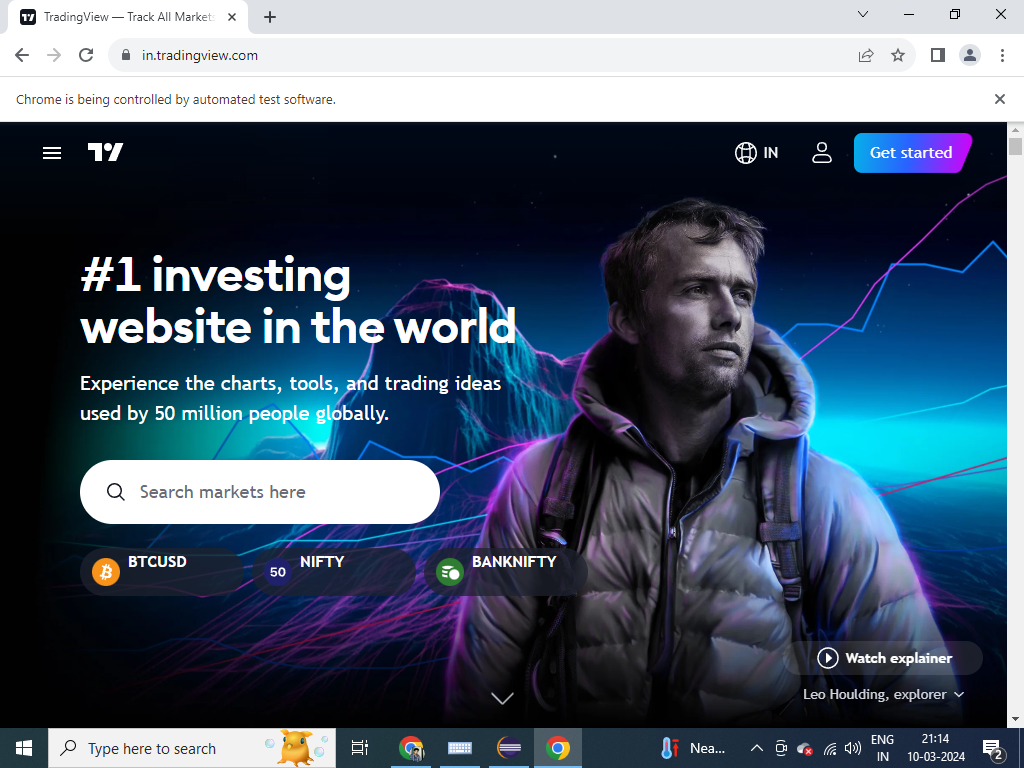 TradingView — Track All Markets
in.tradingview.com
Chrome is being controlled by automated test software.
IN
Get started
#1 investing
website in the world
Experience the charts, tools, and trading ideas
used by 50 million people globally.
Search markets here
BTCUSD
50
NIFTY
BANKNIFTY
Watch explainer
Leo Houlding, explorer
Type here to search
Nea...
ENG
IN
21:14
10-03-2024
2